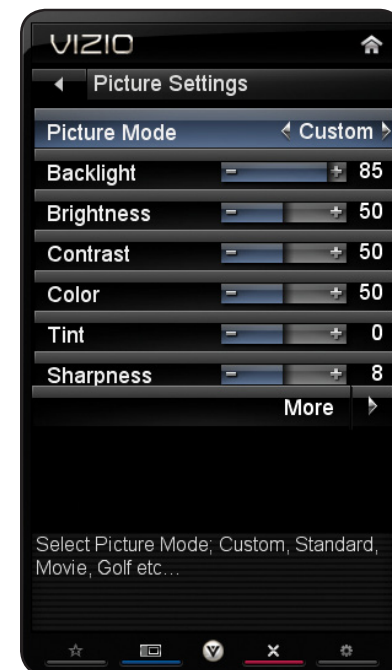 VIZIO
Picture Settings
Picture Mode Custom
Backlight 85
Brightness 50
Contrast 50
Color 50
Tint 0
Sharpness 8
More
Select Picture Mode; Custom, Standard,
Movie, Golf etc...
V